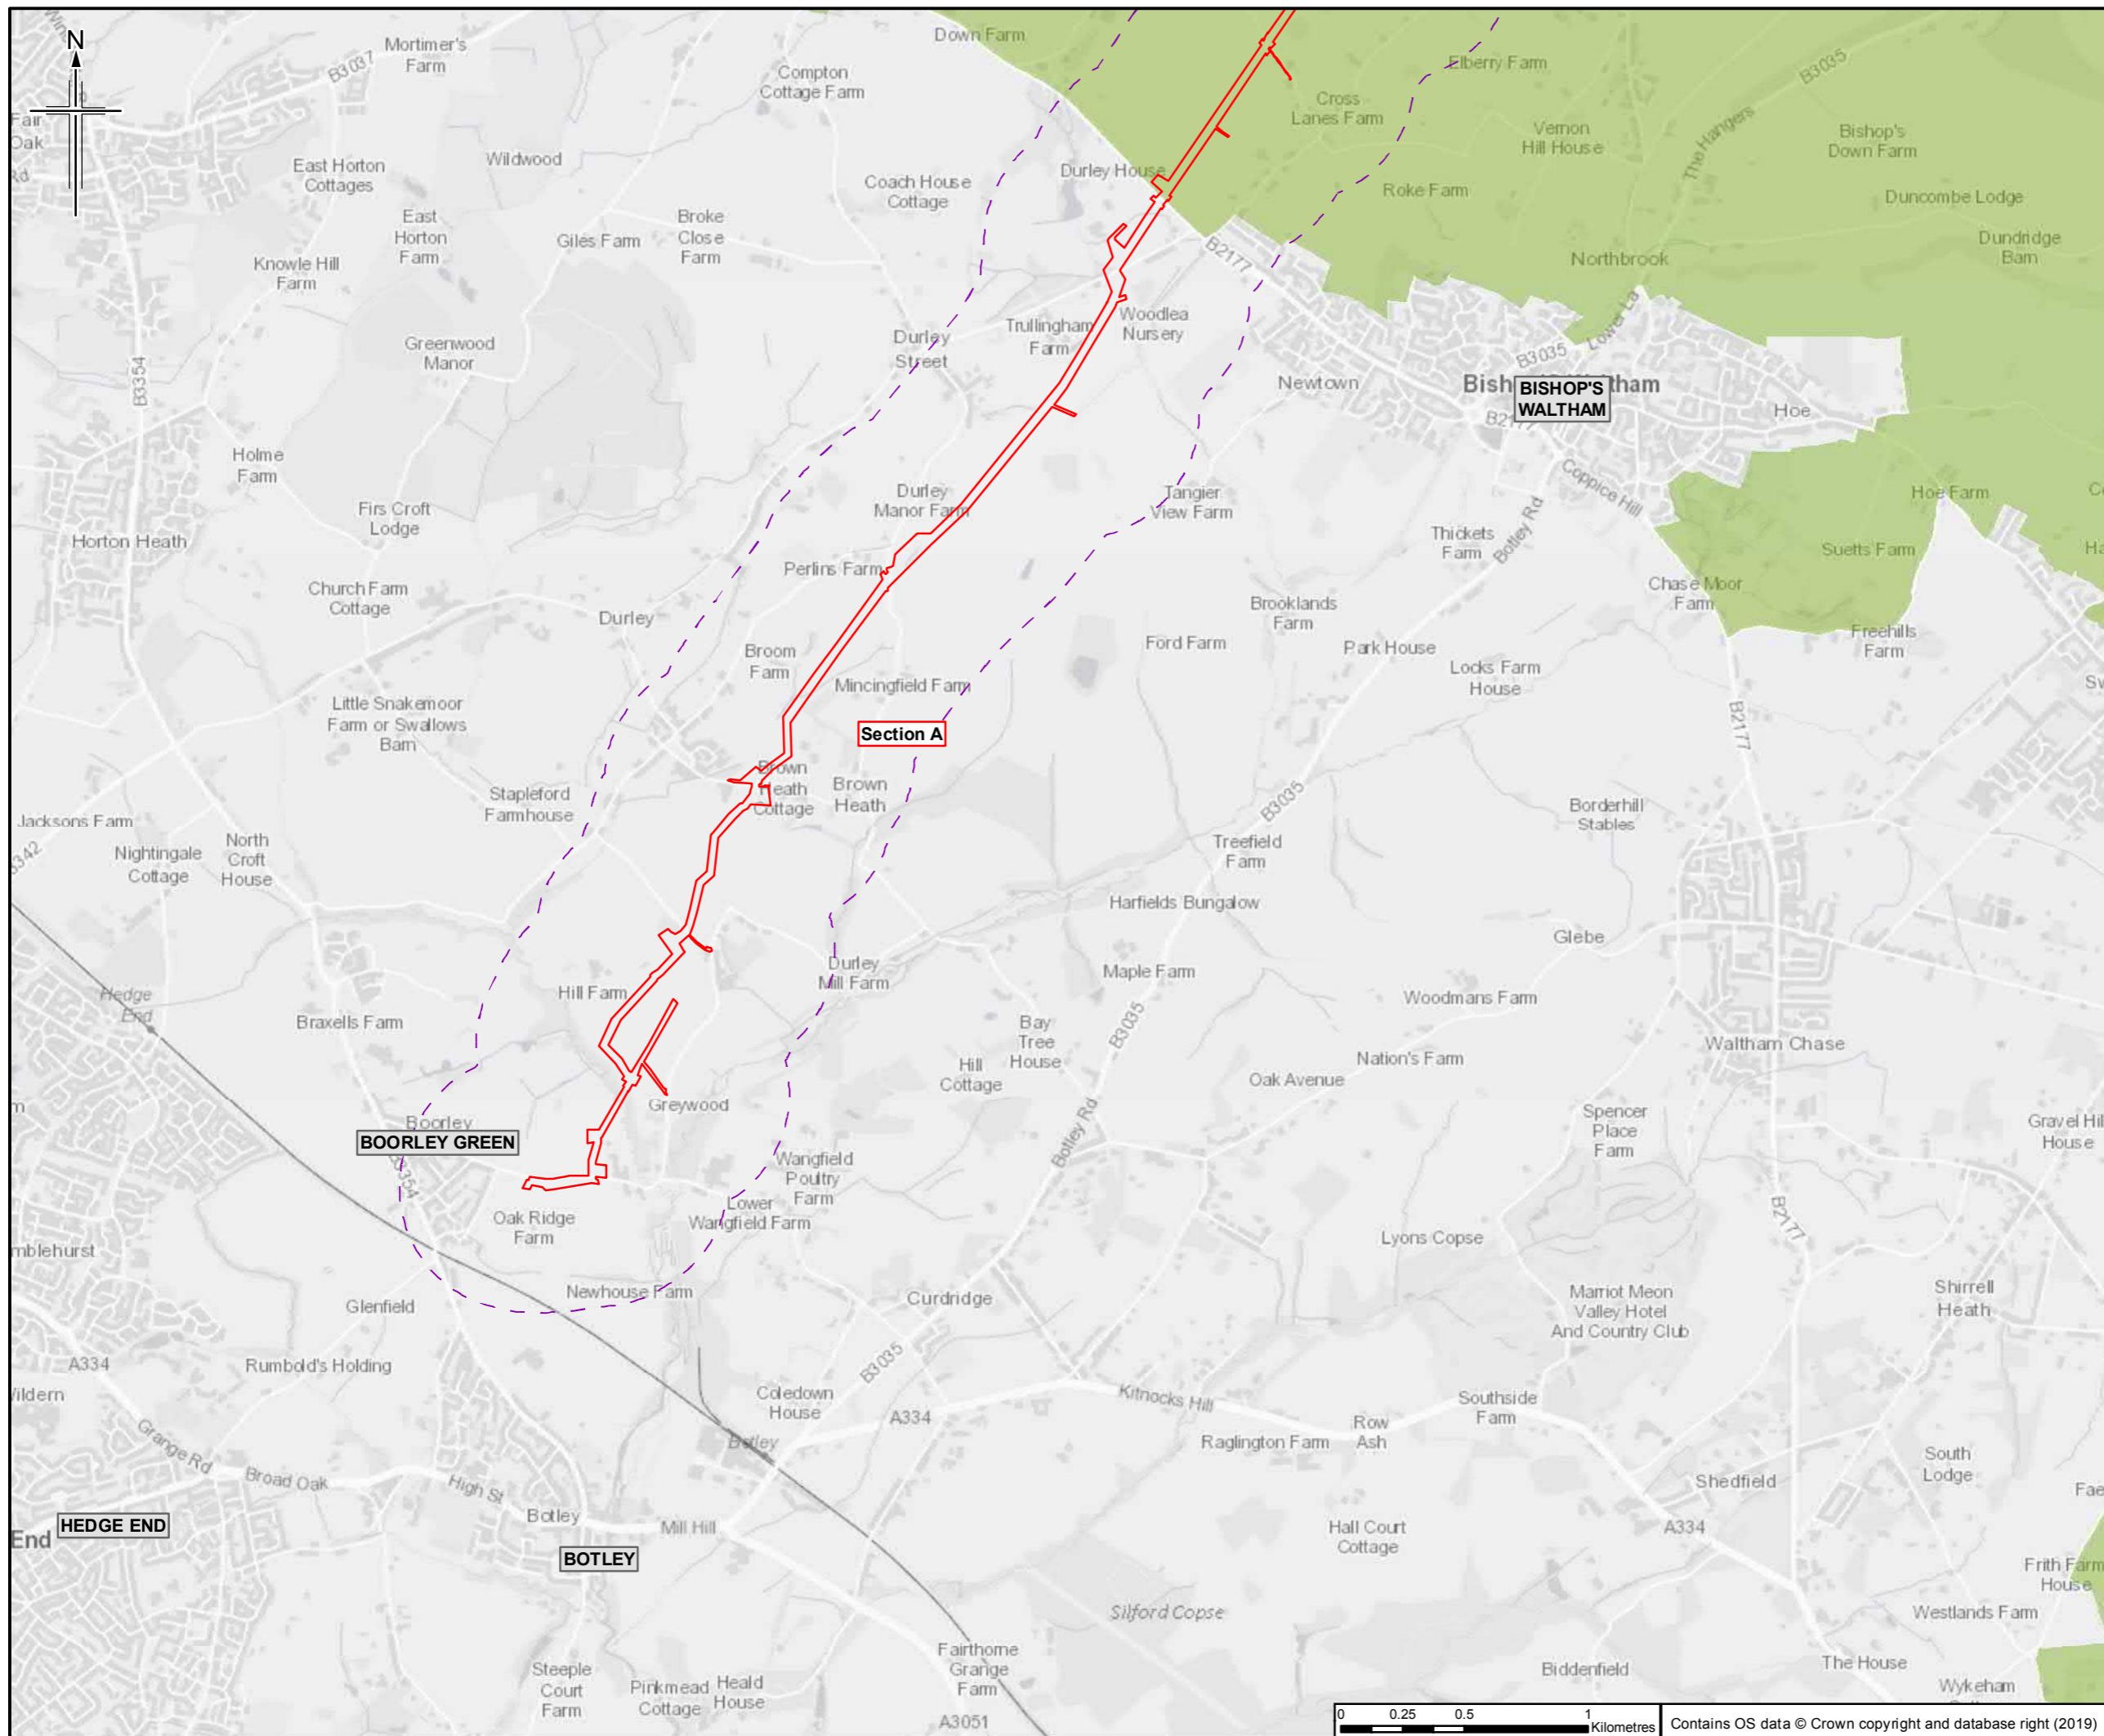 N
Mortimer's
Farm
B3037
Fair
Oak
Rd
East Horton
Cottages
Wildwood
Compton
Cottage Farm
Down Farm
Elberry Farm
B3035
Cross
Lanes Farm
Vernon
Hill House
The Hangers
Bishop's
Down Farm
Durley House
Coach House
Cottage
Roke Farm
Duncombe Lodge
East
Horton
Farm
Broke
Close
Farm
Giles Farm
Knowle Hill
Farm
B2177
Northbrook
Dundridge
Barn
Greenwood
Manor
B3354
Durley
Street
Trullingham
Farm
Woodlea
Nursery
Newtown
B3035
Lower La
BISHOP'S
WALTHAM
B2177
Hoe
Holme
Farm
Coppice Hill
Firs Croft
Lodge
Horton Heath
Durley
Manor Farm
Tangier
View Farm
Thickets
Farm
Botley Rd
Hoe Farm
Suetts Farm
Church Farm
Cottage
Perlins Farm
Durley
Chase Moor
Farm
Brooklands
Farm
Freehills
Farm
Ford Farm
Park House
Locks Farm
House
Broom
Farm
Mincingfield Farm
Little Snakemoor
Farm or Swallows
Barn
Section A
B2177
Brown
Heath
Cottage
Brown
Heath
Stapleford
Farmhouse
B3035
Borderhill
Stables
Jacksons Farm
Nightingale
Cottage
North
Croft
House
Treefield
Farm
Harfields Bungalow
Glebe
Durley
Mill Farm
Maple Farm
Hill Farm
Hedge
End
Braxells Farm
Woodmans Farm
Bay
Tree
House
B3035
Waltham Chase
Nation's Farm
Hill
Cottage
Oak Avenue
Greywood
Boorley
BOORLEY GREEN
Botley Rd
Spencer
Place
Farm
Gravel Hill
House
B3354
Wangfield
Poultry
Farm
Lower
Wangfield Farm
Oak Ridge
Farm
B2177
Lyons Copse
Newhouse Farm
Glenfield
Curdridge
Marriot Meon
Valley Hotel
And Country Club
Shirrell
Heath
A334
Rumbold's Holding
B3035
Coledown
House
A334
Kitnocks Hill
Southside
Farm
Row
Ash
Raglington Farm
Botley
Grange Rd
Broad Oak
High St
South
Lodge
Shedfield
Botley
Mill Hill
HEDGE END
End
BOTLEY
Hall Court
Cottage
A334
Frith Farm
House
Silford Copse
Westlands Farm
Fairthorne
Grange
Farm
Steeple
Court
Farm
Pinkmead
Cottage
Heald
House
Biddenfield
The House
Wykeham
A3051
0 0.25 0.5 1
Kilometres
Contains OS data © Crown copyright and database right (2019)